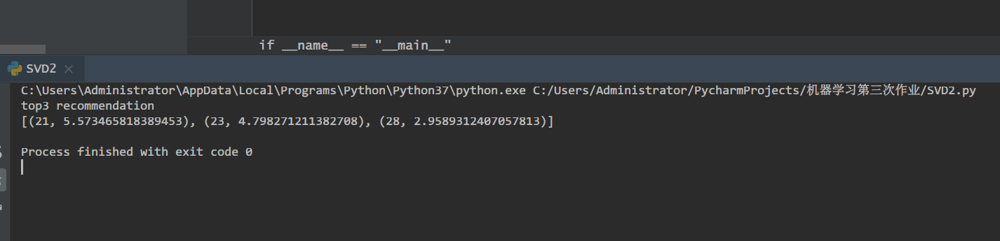 if __name__ == "__main__"
SVD2
C:\Users\Administrator\AppData\Local\Programs\Python\Python37\python.exe C:/Users/Administrator/PycharmProjects/机器学习第三次作业/SVD2.py
top3 recommendation
[(21, 5.573465818389453), (23, 4.798271211382708), (28, 2.9589312407057813)]
Process finished with exit code 0